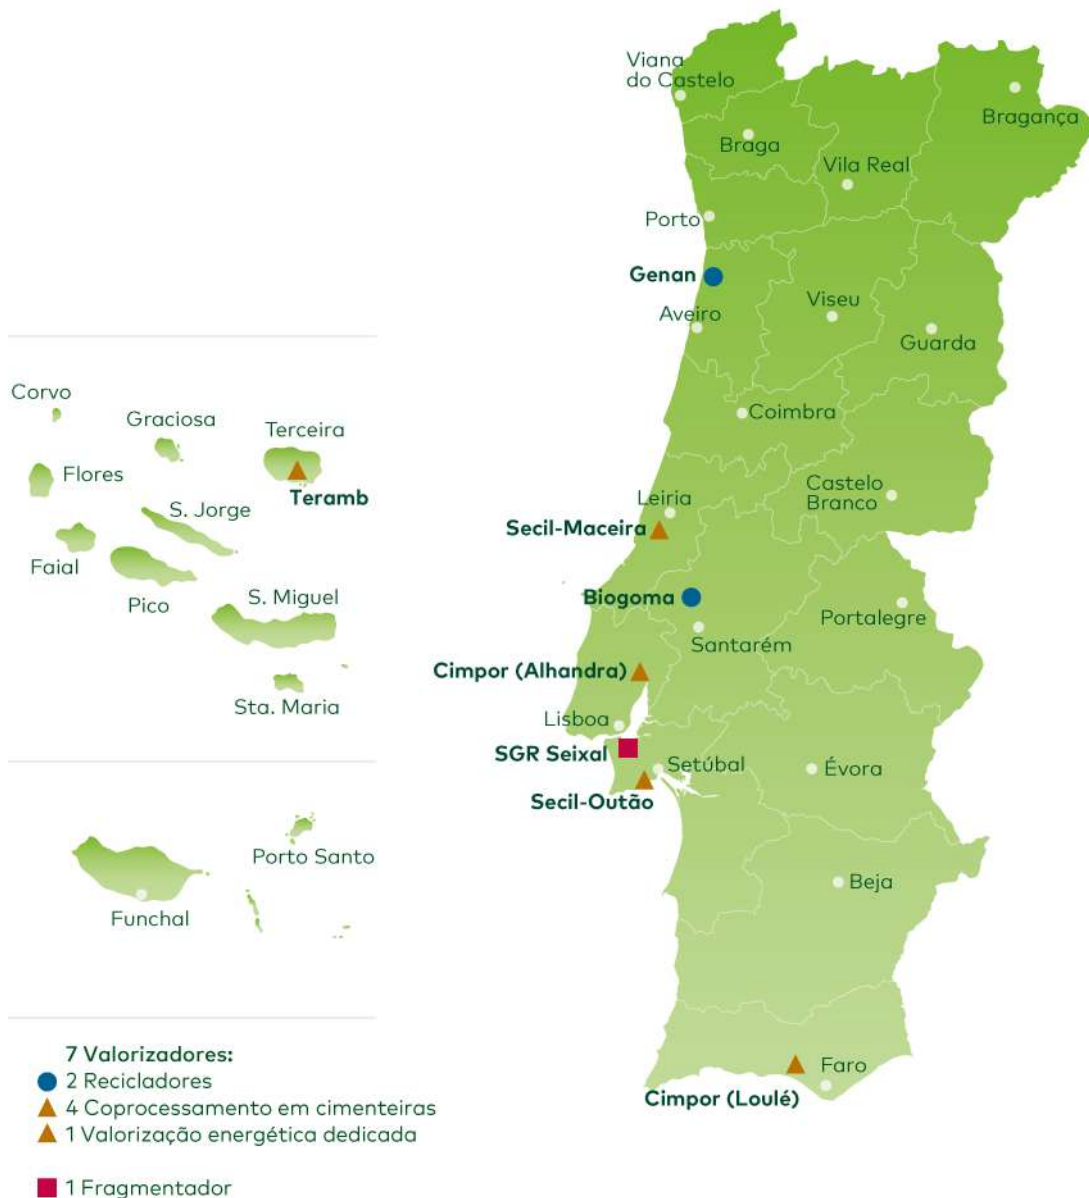 Viana
do Castelo
Bragança
Braga
Vila Real
Porto
Genan
Viseu
Aveiro
Guarda
Corvo
Graciosa
Terceira
Coimbra
Flores
Teramb
Castelo
Branco
Leiria
S. Jorge
Secil-Maceira
Faial
Pico
S. Miguel
Biogoma
Portalegre
Santarém
Cimpor (Alhandra)
Sta. Maria
Lisboa
SGR Seixal
Setúbal
Évora
Secil-Outão
Porto Santo
Beja
Funchal
7 Valorizadores:
2 Recicladores
4 Coprocessamento em cimenteiras
1 Valorização energética dedicada
1 Fragmentador
Faro
Cimpor (Loulé)